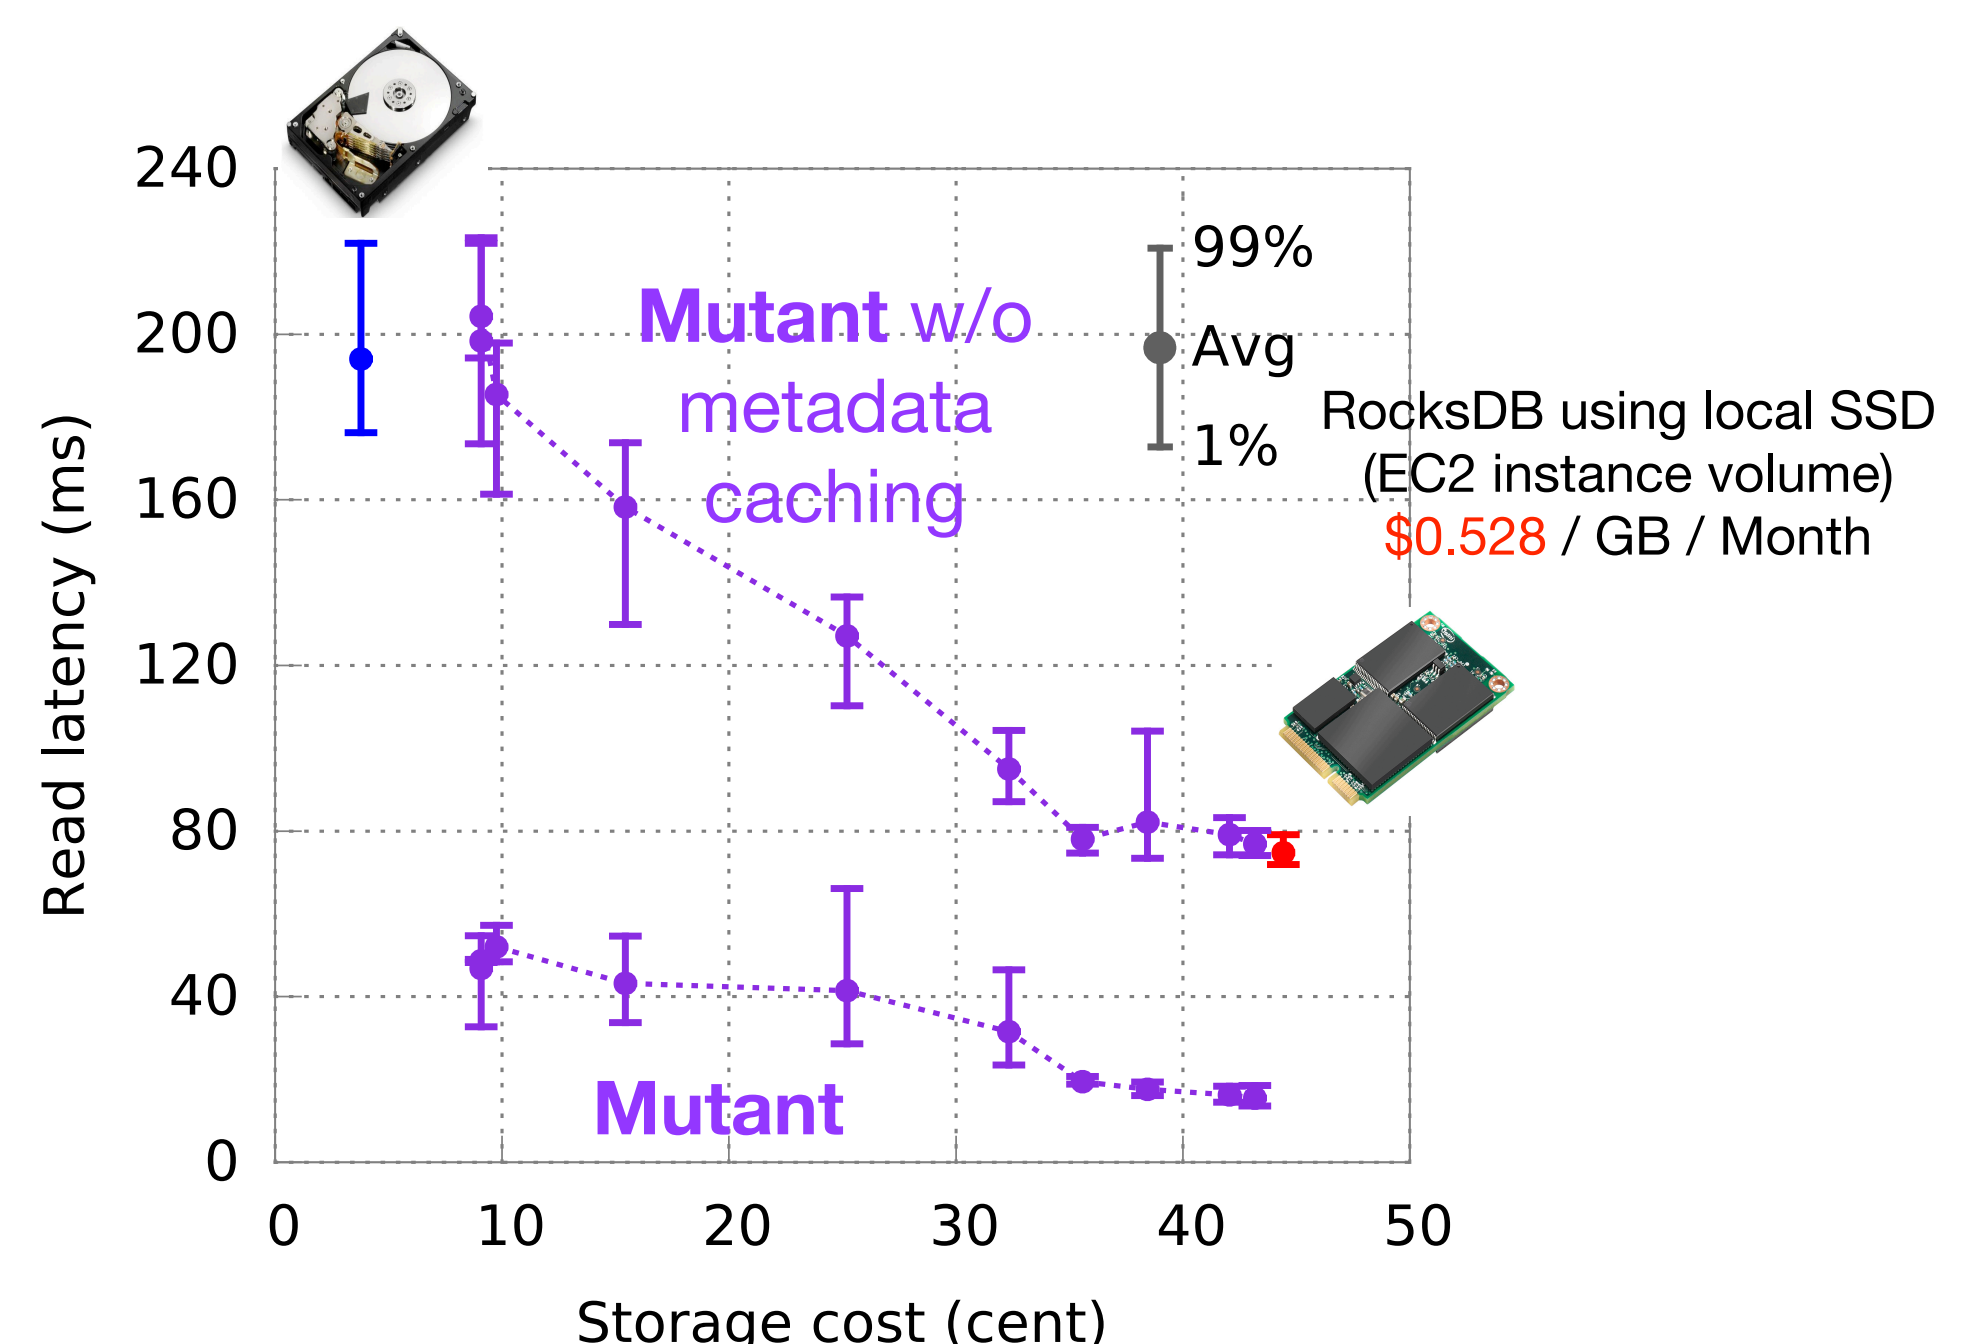 240
200
160
120
80
40
0
Read latency (ms)
99%
Avg
1%
Mutant w/o
metadata
caching
RocksDB using local SSD
(EC2 instance volume)
$0.528 / GB / Month
Mutant
0 10 20 30 40 50
Storage cost (cent)